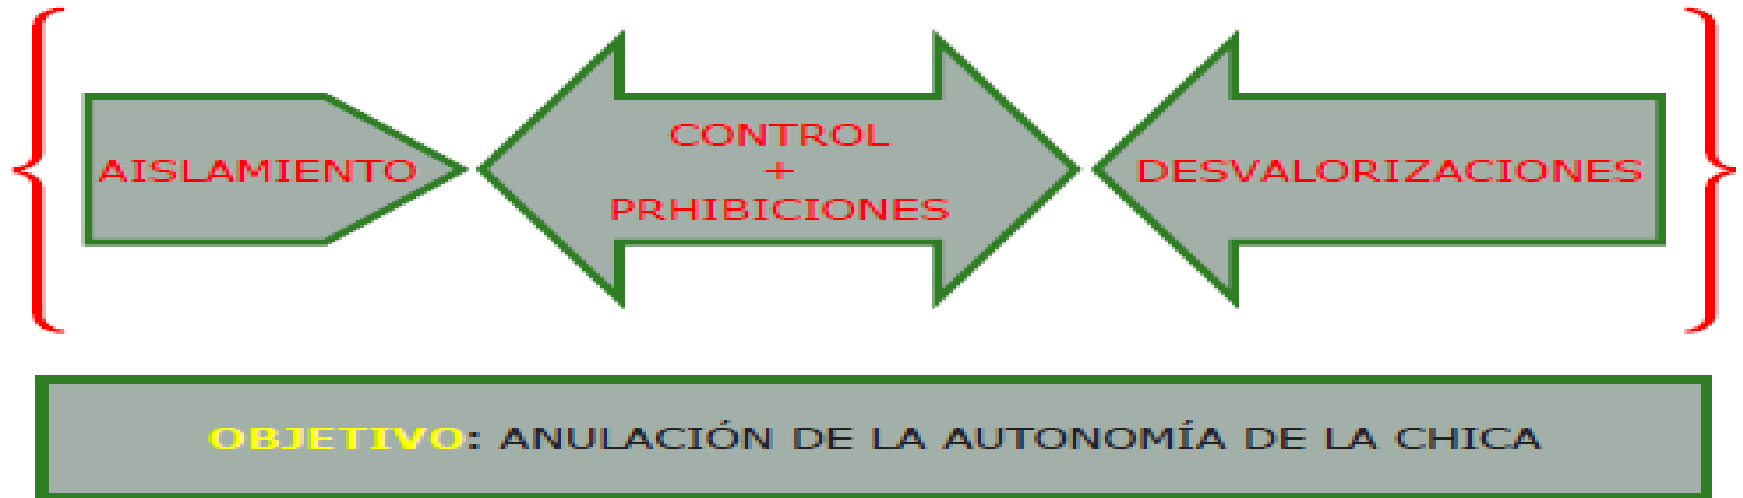 AISLAMIENTO
CONTROL
+
PRHIBICIONES
DESVALORIZACIONES
OBJETIVO: ANULACIÓN DE LA AUTONOMÍA DE LA CHICA